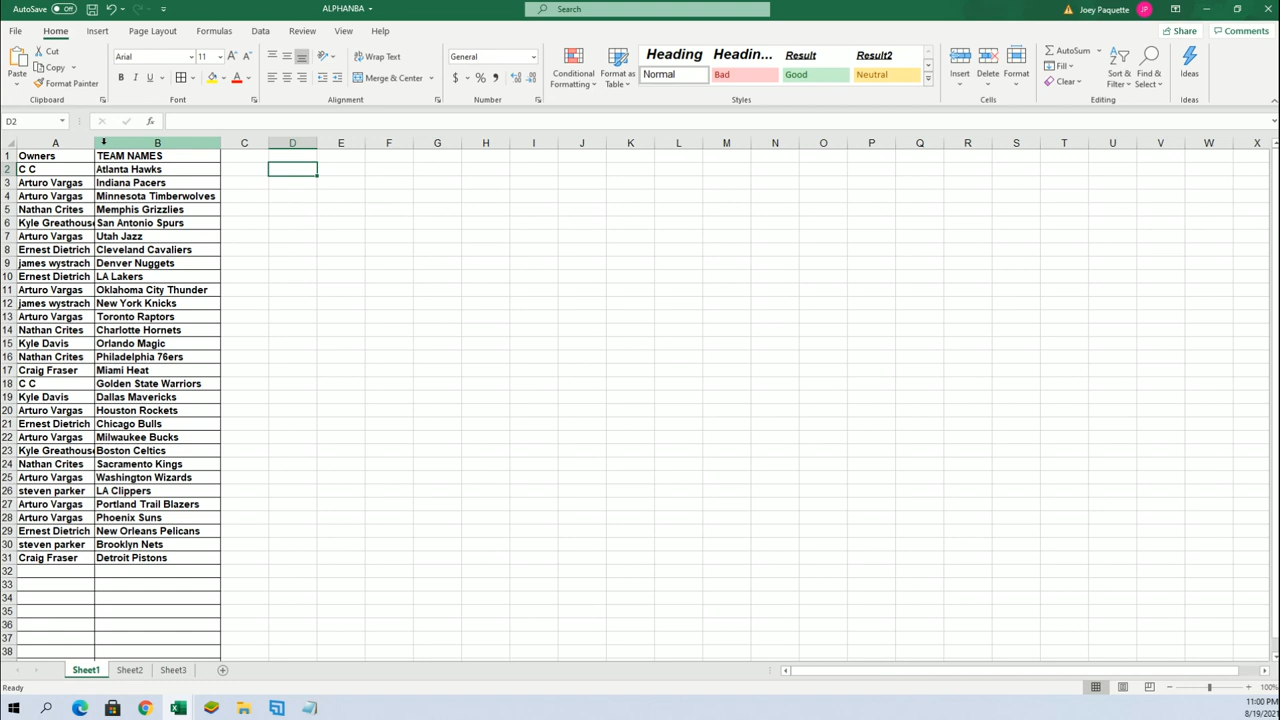 AutoSave Off ALPHANBA Search Joey Paquette JP
File Home Insert Page Layout Formulas Data Review View Help Share Comments
Paste Cut Copy Format Painter Clipboard
Arial 11 B I U A Font
Wrap Text Merge & Center Alignment
General $ % Number
Conditional Formatting Format as Table
Heading Headin... Result Result2
Normal Bad Good Neutral
Styles
Insert Delete Format Cells
AutoSum Fill Clear Sort & Filter Find & Select Editing
Ideas Ideas
D2 fx
A B C D E F G H I J K L M N O P Q R S T U V W X
1 Owners TEAM NAMES
2 C C Atlanta Hawks
3 Arturo Vargas Indiana Pacers
4 Arturo Vargas Minnesota Timberwolves
5 Nathan Crites Memphis Grizzlies
6 Kyle Greathouse San Antonio Spurs
7 Arturo Vargas Utah Jazz
8 Ernest Dietrich Cleveland Cavaliers
9 james wystrach Denver Nuggets
10 Ernest Dietrich LA Lakers
11 Arturo Vargas Oklahoma City Thunder
12 james wystrach New York Knicks
13 Arturo Vargas Toronto Raptors
14 Nathan Crites Charlotte Hornets
15 Kyle Davis Orlando Magic
16 Nathan Crites Philadelphia 76ers
17 Craig Fraser Miami Heat
18 C C Golden State Warriors
19 Kyle Davis Dallas Mavericks
20 Arturo Vargas Houston Rockets
21 Ernest Dietrich Chicago Bulls
22 Arturo Vargas Milwaukee Bucks
23 Kyle Greathouse Boston Celtics
24 Nathan Crites Sacramento Kings
25 Arturo Vargas Washington Wizards
26 steven parker LA Clippers
27 Arturo Vargas Portland Trail Blazers
28 Arturo Vargas Phoenix Suns
29 Ernest Dietrich New Orleans Pelicans
30 steven parker Brooklyn Nets
31 Craig Fraser Detroit Pistons
32
33
34
35
36
37
38
Sheet1 Sheet2 Sheet3
Ready 100%
11:00 PM
8/19/202